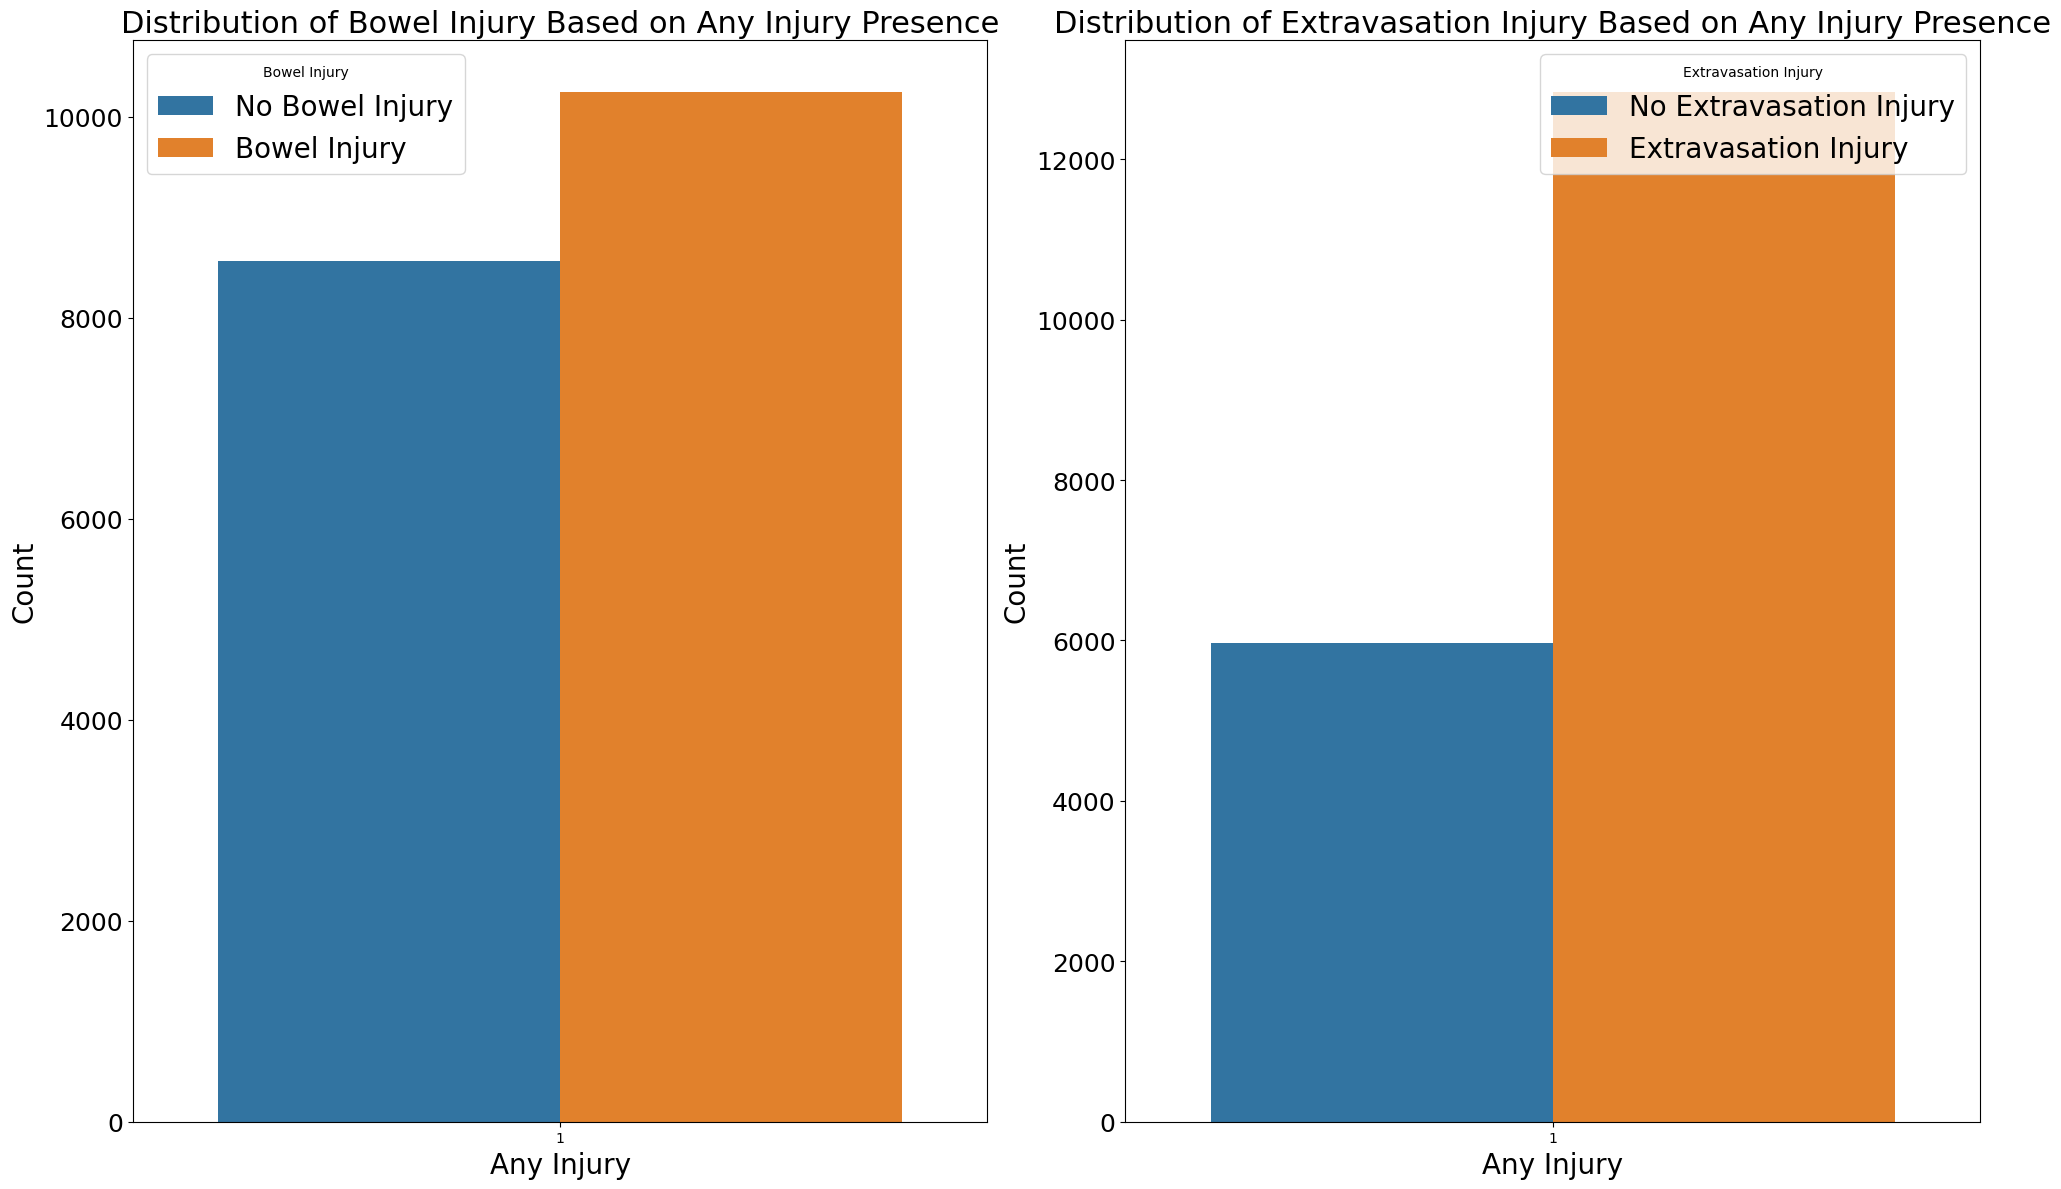 Distribution of Bowel Injury Based on Any Injury Presence
Bowel Injury
No Bowel Injury
Bowel Injury
10000
8000
6000
4000
2000
0
Count
1
Any Injury
Distribution of Extravasation Injury Based on Any Injury Presence
Extravasation Injury
No Extravasation Injury
Extravasation Injury
12000
10000
8000
6000
4000
2000
0
Count
1
Any Injury